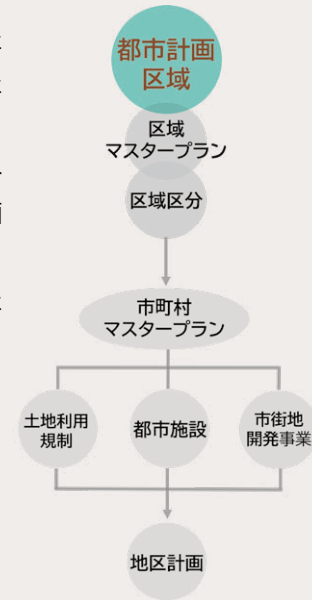 都市計画
区域
区域
マスタープラン
区域区分
市町村
マスタープラン
土地利用
規制
都市施設
市街地
開発事業
地区計画